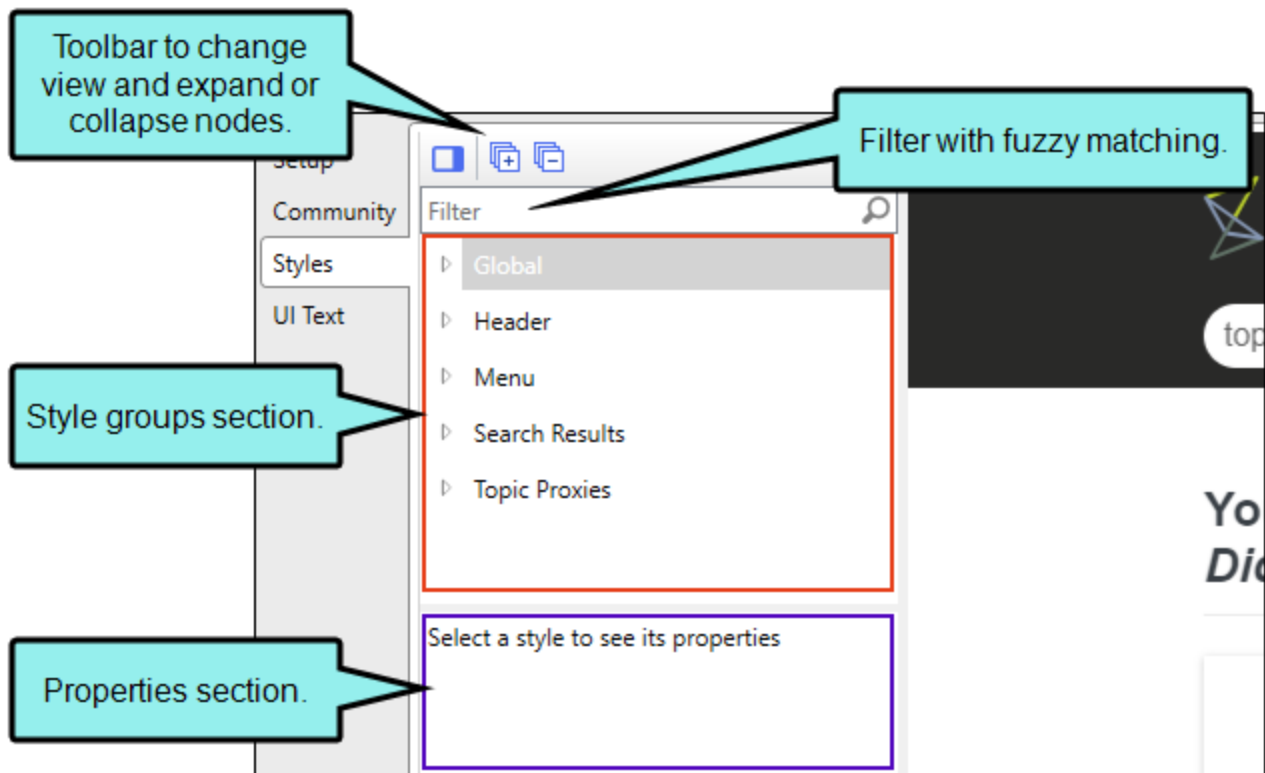 Toolbar to change
view and expand or
collapse nodes.
Filter with fuzzy matching.
Setup
Community
Styles
UI Text
Filter
Global
Header
Menu
Search Results
Topic Proxies
Style groups section.
Select a style to see its properties
Properties section.
top
Yo